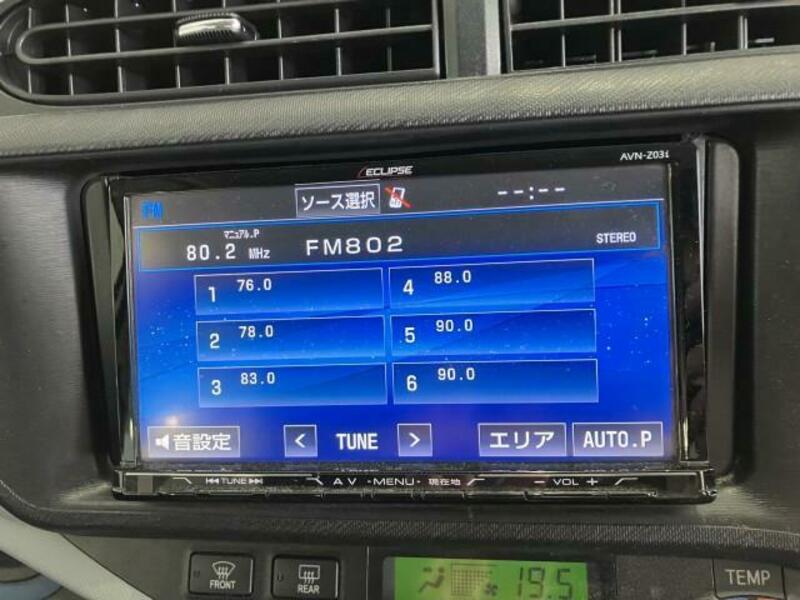 ECLIPSE
AVN-Z03i
FM
ソース選択
--:--
マニュアル.P
80.2 MHz FM802 STEREO
1 76.0
4 88.0
2 78.0
5 90.0
3 83.0
6 90.0
音設定 < TUNE > エリア AUTO.P
TUNE AV MENU 現在地 − VOL +
FRONT
REAR
19.5
TEMP